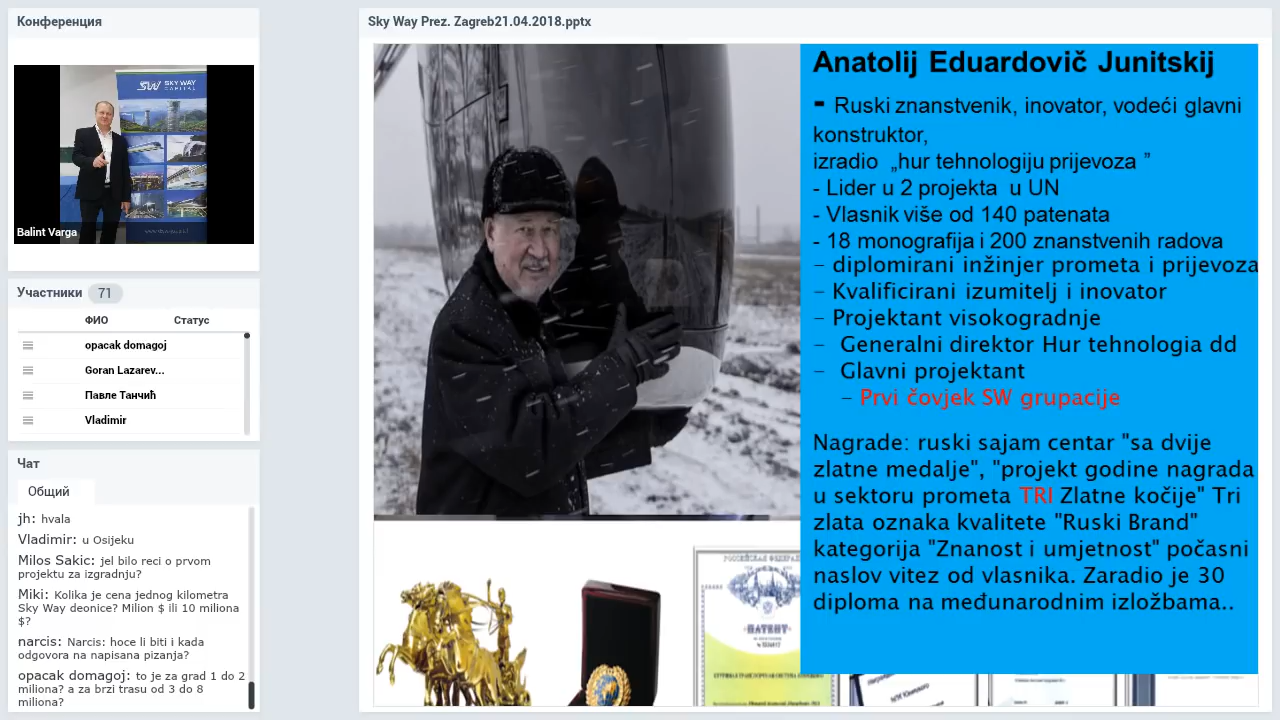 Конференция
SKY WAY
CAPITAL
Balint Varga
Участники 71
ФИО Статус
opacak domagoj
Goran Lazarev...
Павле Танчић
Vladimir
Чат
Общий
jh: hvala
Vladimir: u Osijeku
Miko Sakic: jel bilo reci o prvom
projektu za izgradnju?
Miki: Kolika je cena jednog kilometra
Sky Way deonice? Milion $ ili 10 miliona
$?
narcis: Narcis: hoce li biti i kada
odgovora na napisana pizanja?
opacak domagoj: to je za grad 1 do 2
miliona? a za brzi trasu od 3 do 8
miliona?
Sky Way Prez. Zagreb21.04.2018.pptx
Anatolij Eduardovič Junitskij
- Ruski znanstvenik, inovator, vodeći glavni
konstruktor,
izradio „hur tehnologiju prijevoza ”
- Lider u 2 projekta u UN
- Vlasnik više od 140 patenata
- 18 monografija i 200 znanstvenih radova
– diplomirani inžinjer prometa i prijevoza
– Kvalificirani izumitelj i inovator
– Projektant visokogradnje
– Generalni direktor Hur tehnologia dd
– Glavni projektant
– Prvi čovjek SW grupacije
Nagrade: ruski sajam centar "sa dvije
zlatne medalje", "projekt godine nagrada
u sektoru prometa TRI Zlatne kočije" Tri
zlata oznaka kvalitete "Ruski Brand"
kategorija "Znanost i umjetnost" počasni
naslov vitez od vlasnika. Zaradio je 30
diploma na međunarodnim izložbama..
ПАТЕНТ